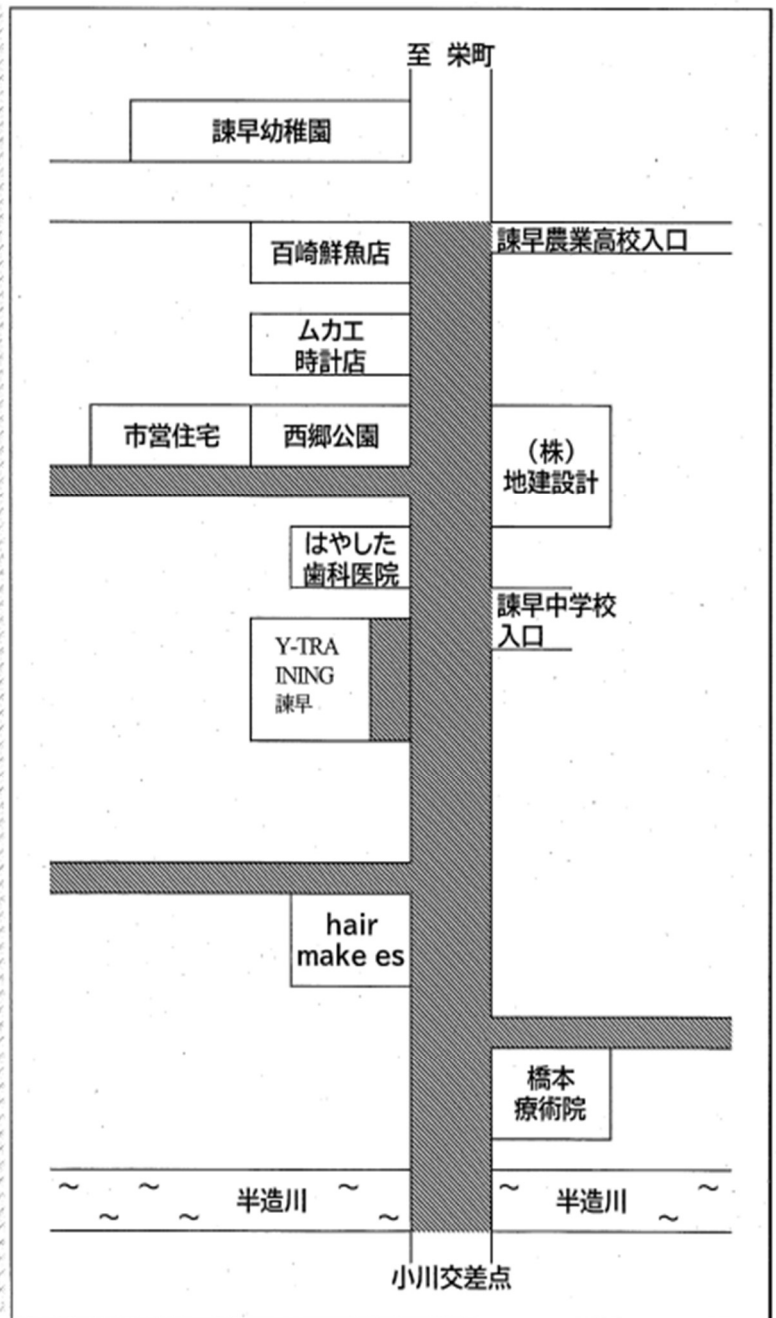 至 栄町
諫早幼稚園
百崎鮮魚店
諫早農業高校入口
ムカエ
時計店
市営住宅
西郷公園
（株）
地建設計
はやした
歯科医院
諫早中学校
入口
Y-TRA
INING
諫早
hair
make es
橋本
療術院
半造川
半造川
小川交差点